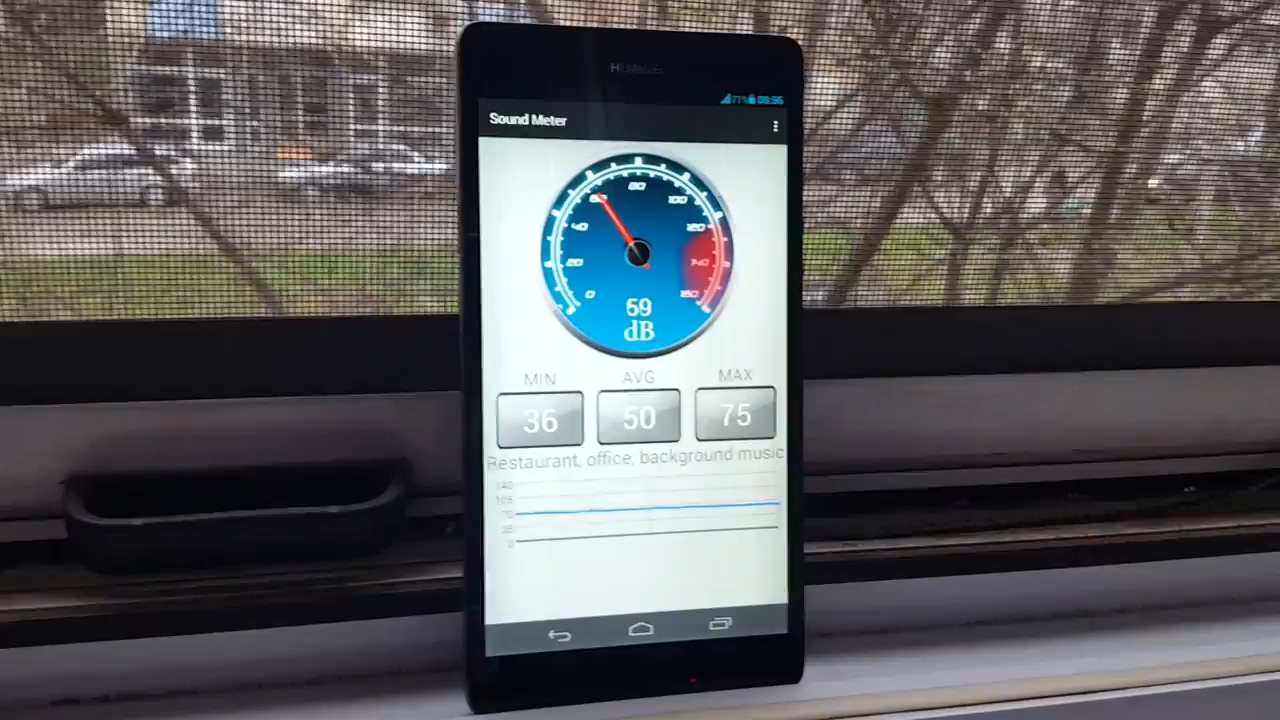 HUAWEI
71% 08:56
Sound Meter
80
60 100
40 120
20 140
0 160
59
dB
MIN AVG MAX
36 50 75
Restaurant, office, background music
140
105
70
35
0